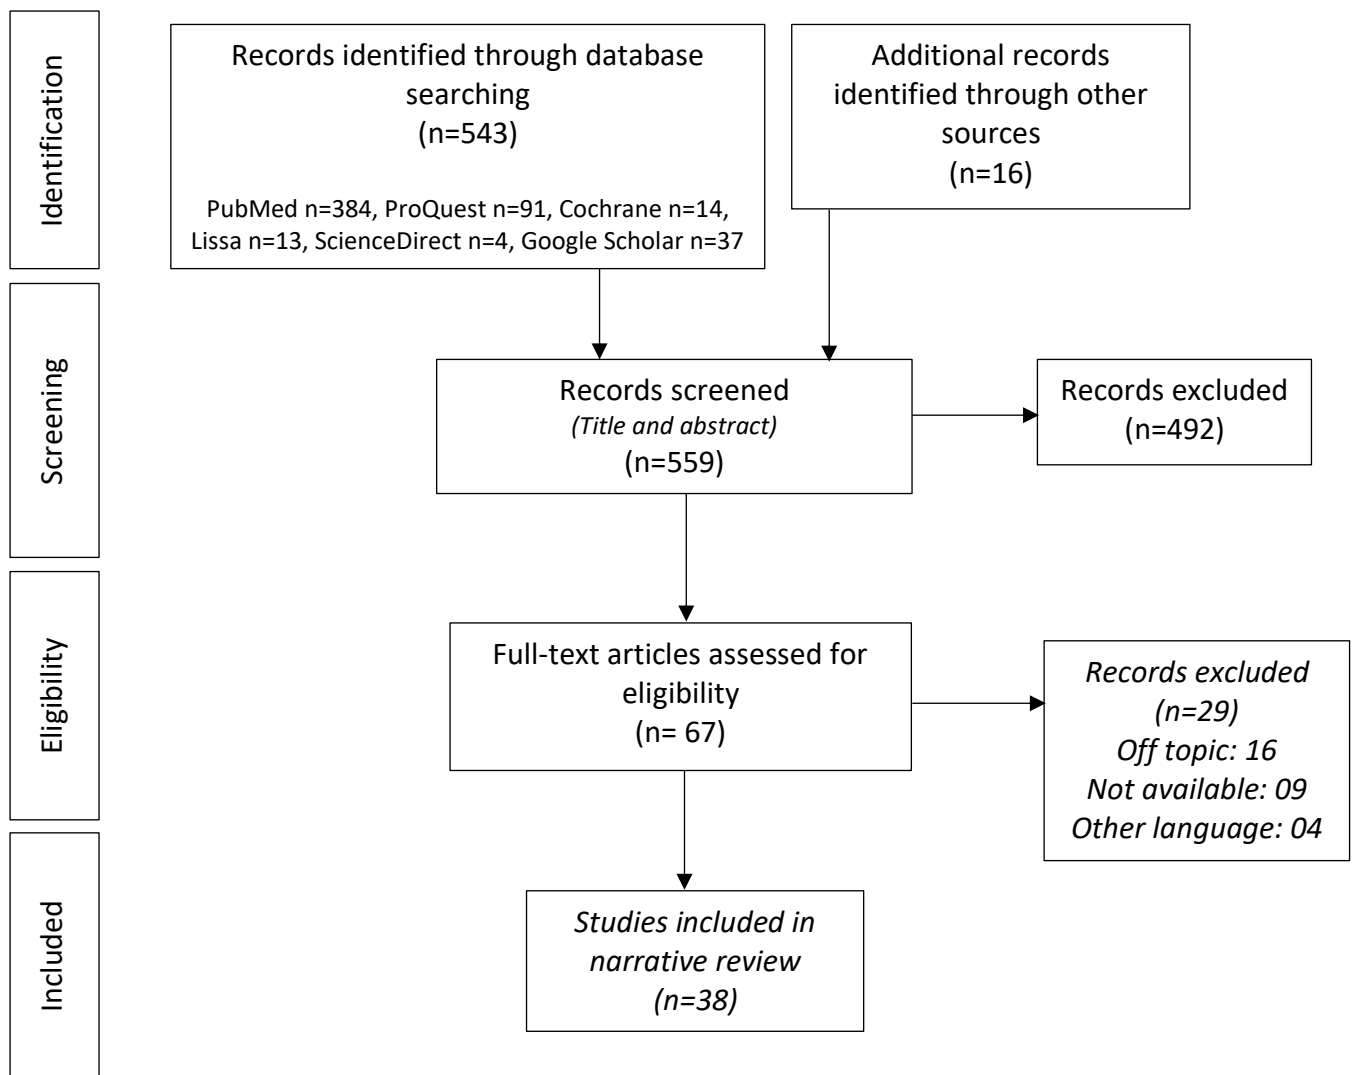 Identification
Records identified through database
searching
(n=543)
PubMed n=384, ProQuest n=91, Cochrane n=14,
Lissa n=13, ScienceDirect n=4, Google Scholar n=37
Additional records
identified through other
sources
(n=16)
Screening
Records screened
(Title and abstract)
(n=559)
Records excluded
(n=492)
Eligibility
Full-text articles assessed for
eligibility
(n= 67)
Records excluded
(n=29)
Off topic: 16
Not available: 09
Other language: 04
Included
Studies included in
narrative review
(n=38)